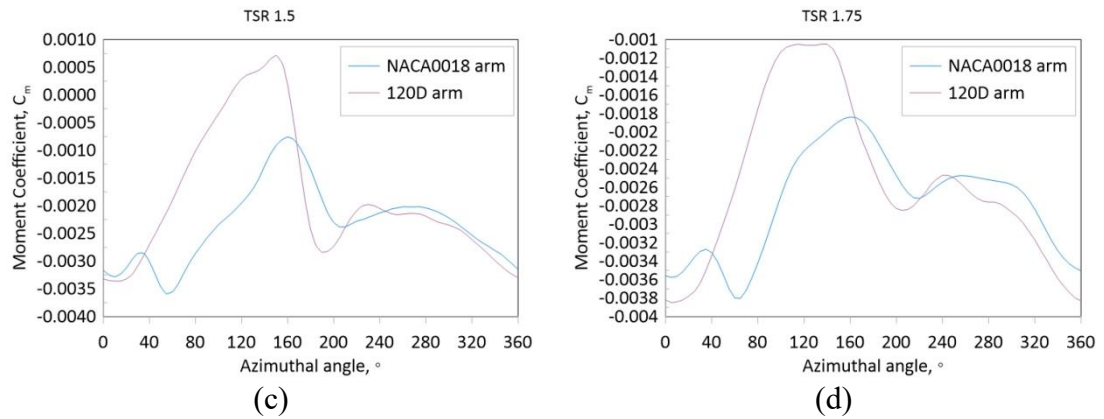 TSR 1.5
0.0010
0.0005
0.0000
-0.0005
-0.0010
-0.0015
-0.0020
-0.0025
-0.0030
-0.0040
Moment Coefficient, Cm
NACA0018 arm
120D arm
0 40 80 120 160 200 240 280 320 360
Azimuthal angle, °
(c)
TSR 1.75
-0.001
-0.0011
-0.0012
-0.0014
-0.0016
-0.0018
-0.002
-0.0022
-0.0024
-0.0026
-0.0028
-0.003
-0.0032
-0.0034
-0.0036
-0.0038
-0.004
Moment Coefficient, Cm
NACA0018 arm
120D arm
0 40 80 120 160 200 240 280 320 360
Azimuthal angle, °
(d)